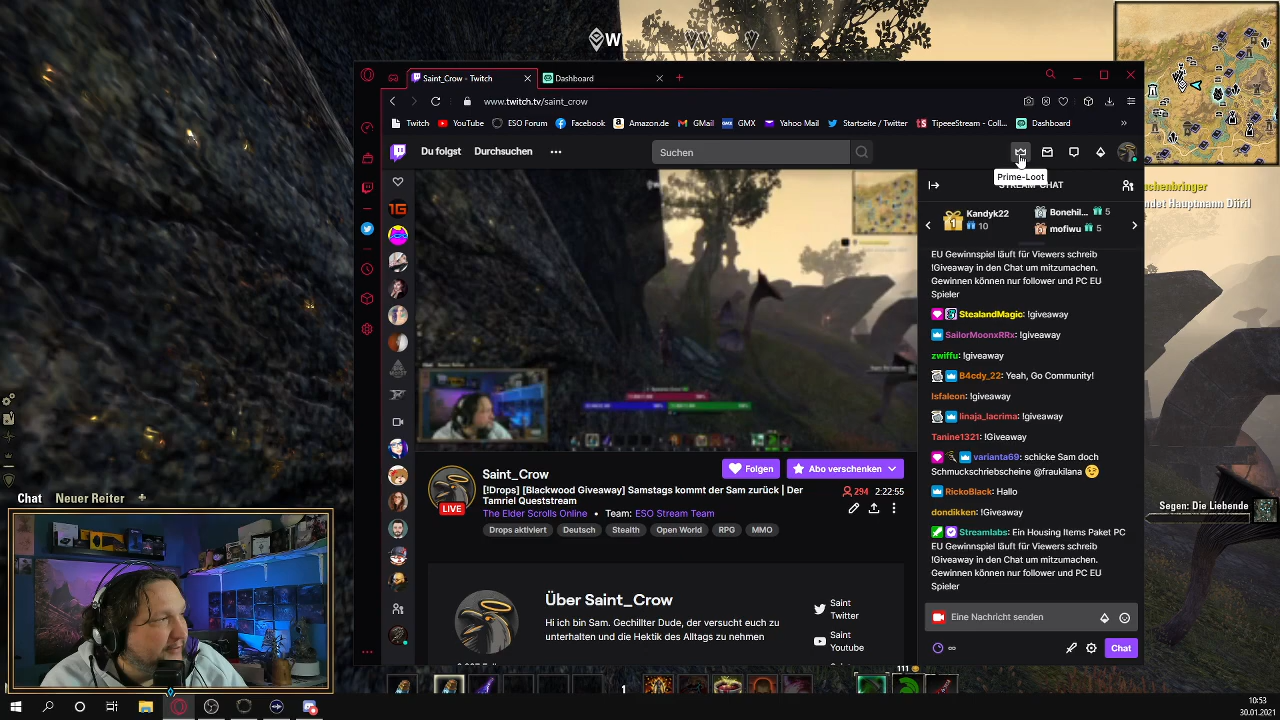 W
Saint_Crow - Twitch
Dashboard
www.twitch.tv/saint_crow
Twitch
YouTube
ESO Forum
Facebook
Amazon.de
GMail
GMX
Yahoo Mail
Startseite / Twitter
TipeeeStream - Coll...
Dashboard
»
Du folgst
Durchsuchen
Suchen
Prime-Loot
STREAM-CHAT
Kandyk22
10
Bonehil... 5
mofiwu 5
EU Gewinnspiel läuft für Viewers schreib
!Giveaway in den Chat um mitzumachen.
Gewinnen können nur follower und PC EU
Spieler
StealandMagic: !giveaway
SailorMoonxRRx: !giveaway
zwiffu: !giveaway
B4cdy_22: Yeah, Go Community!
Isfaleon: !giveaway
linaja_lacrima: !giveaway
Tanine1321: !Giveaway
varianta69: schicke Sam doch
Schmuckschriebscheine @fraukilana
RickoBlack: Hallo
dondikken: !Giveaway
Streamlabs: Ein Housing Items Paket PC
EU Gewinnspiel läuft für Viewers schreib
!Giveaway in den Chat um mitzumachen.
Gewinnen können nur follower und PC EU
Spieler
Eine Nachricht senden
Chat
Saint_Crow
Folgen
Abo verschenken
[!Drops] [Blackwood Giveaway] Samstags kommt der Sam zurück | Der
Tamriel Queststream
294
2:22:55
LIVE
The Elder Scrolls Online • Team: ESO Stream Team
Drops aktiviert
Deutsch
Stealth
Open World
RPG
MMO
Über Saint_Crow
Hi ich bin Sam. Gechillter Dude, der versucht euch zu
unterhalten und die Hektik des Alltags zu nehmen
Saint
Twitter
Saint
Youtube
Chat
Neuer Reiter
+
Segen: Die Liebende
111
1
10:53
30.01.2021